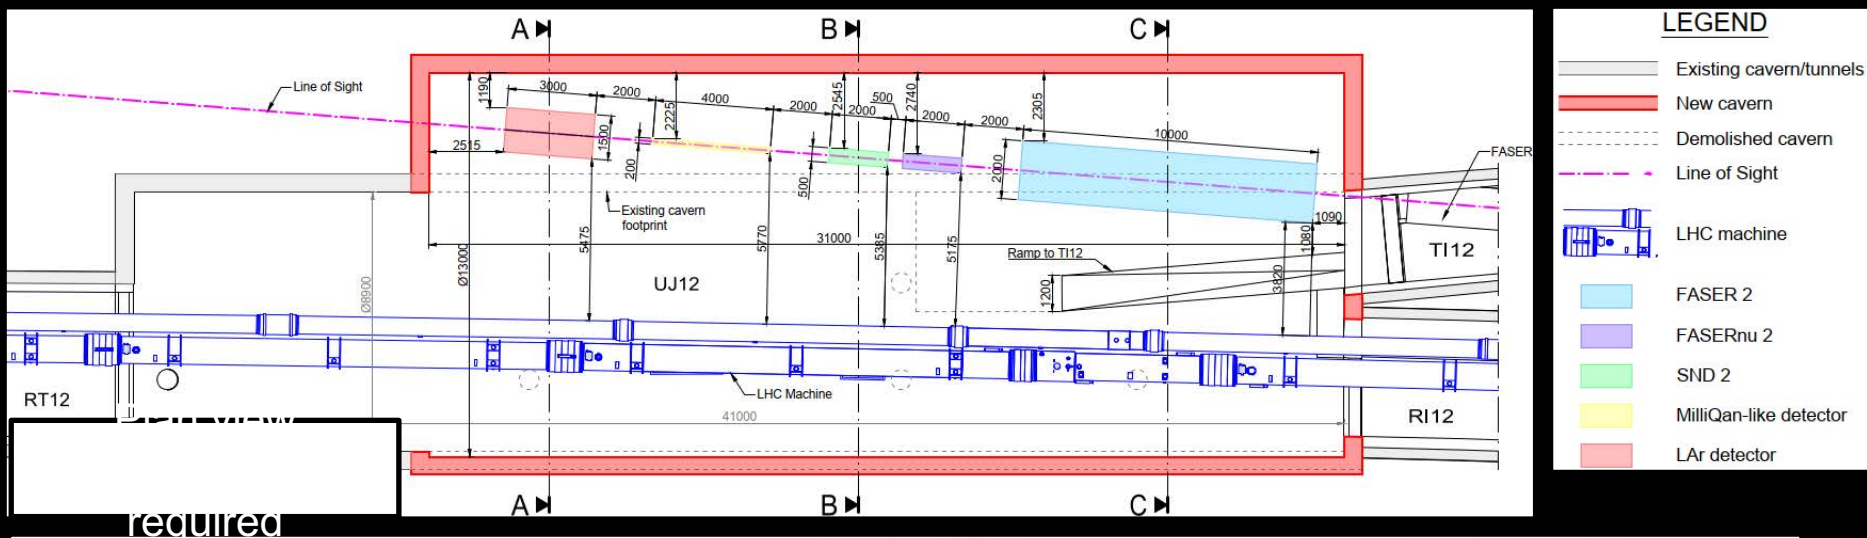 A
B
C
LEGEND
Line of Sight
1190
3000
2000
2225
4000
2000
2545
2000
500
2740
2000
2000
2305
10000
Existing cavern/tunnels
New cavern
Demolished cavern
Line of Sight
LHC machine
FASER 2
FASERnu 2
SND 2
MilliQan-like detector
LAr detector
2515
1500
200
500
2000
FASER
Existing cavern
footprint
Ø8900
Ø13000
5475
5770
5385
5175
31000
1090
1080
3820
Ramp to TI12
1200
TI12
UJ12
LHC Machine
RT12
41000
RI12
Plan view
required
A
B
C